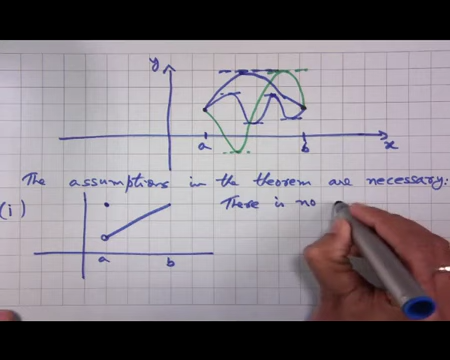 y
a b x
The assumptions in the theorem are necessary.
(i) There is no
a b